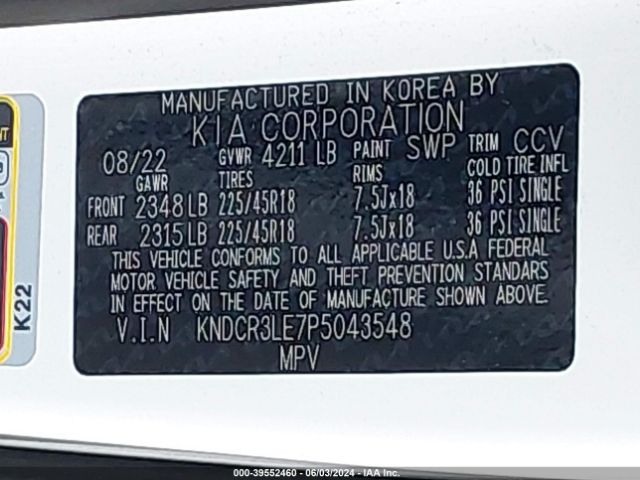 MANUFACTURED IN KOREA BY
KIA CORPORATION
08/22 GVWR 4211 LB PAINT SWP TRIM CCV
GAWR TIRES RIMS COLD TIRE INFL
FRONT 2348 LB 225/45R18 7.5Jx18 36 PSI SINGLE
REAR 2315 LB 225/45R18 7.5Jx18 36 PSI SINGLE
THIS VEHICLE CONFORMS TO ALL APPLICABLE U.S.A FEDERAL
MOTOR VEHICLE SAFETY AND THEFT PREVENTION STANDARS
IN EFFECT ON THE DATE OF MANUFACTURE SHOWN ABOVE.
V.I.N KNDCR3LE7P5043548
MPV
K22
000-39552460 - 06/03/2024 - IAA Inc.